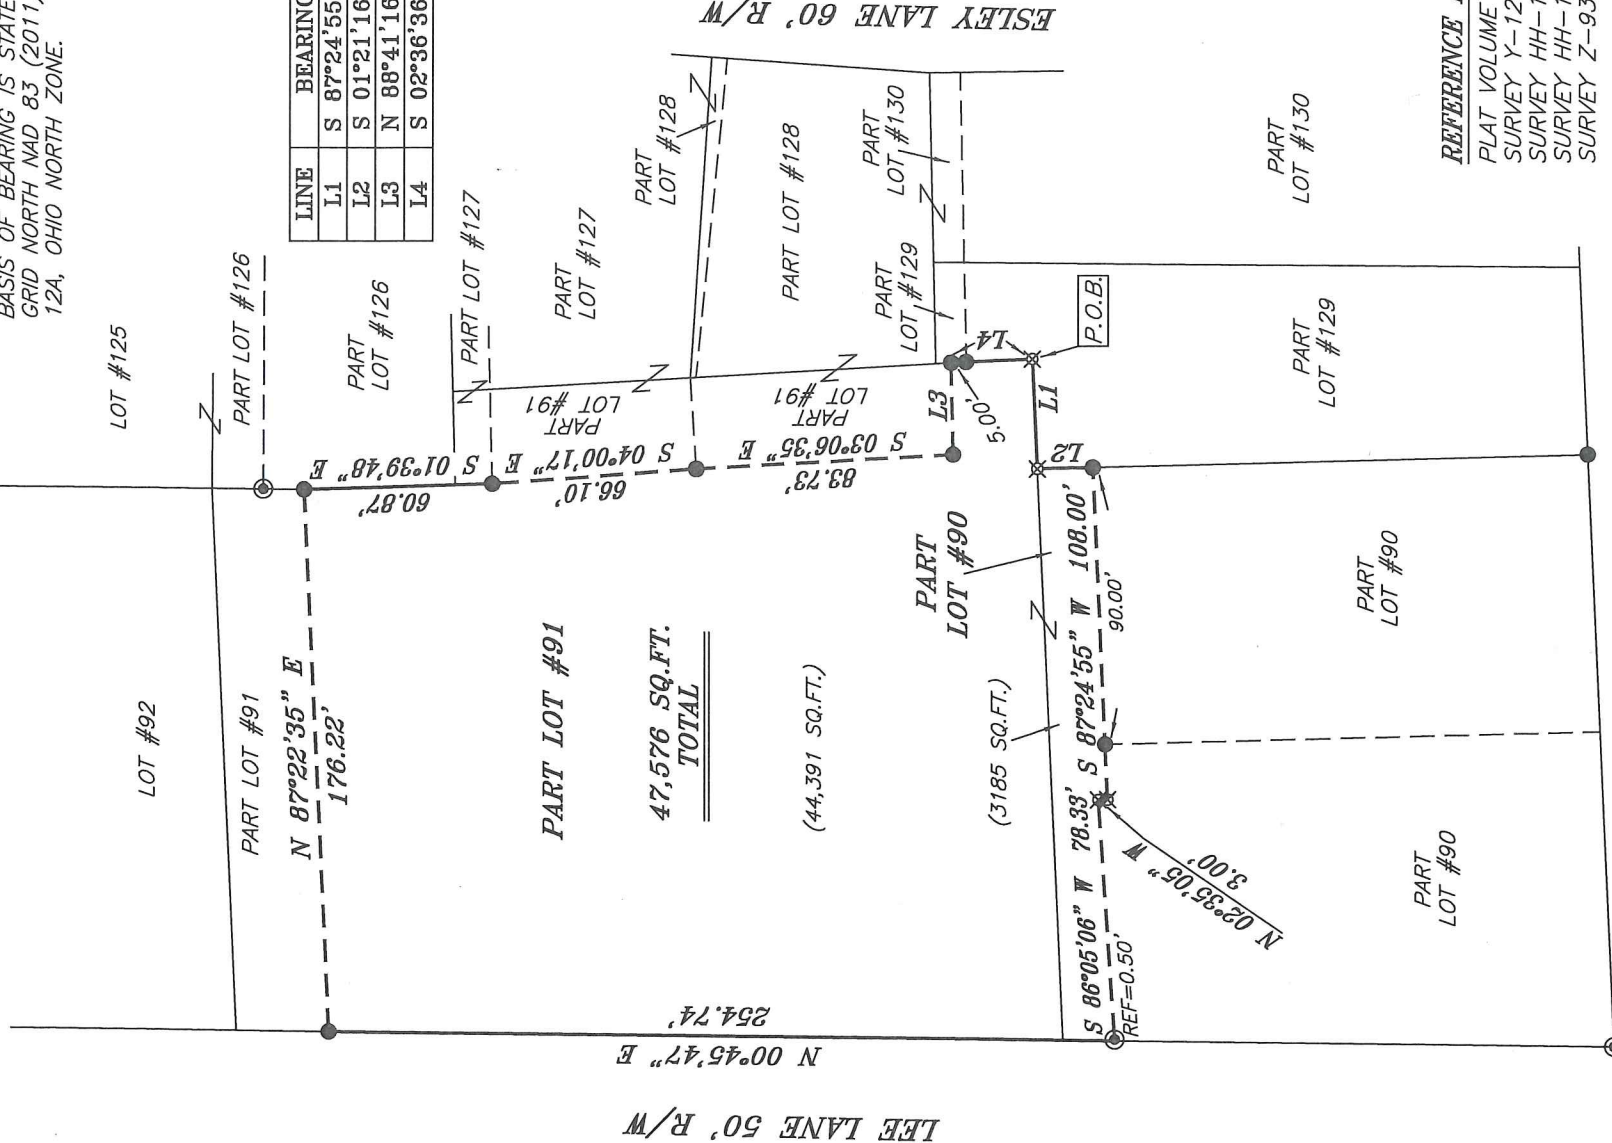 BASIS OF BEARING IS STATE
GRID NORTH NAD 83 (2011)
12A, OHIO NORTH ZONE.
LINE BEARING
L1 S 87°24'55
L2 S 01°21'16
L3 N 88°41'16
L4 S 02°36'36
ESLEY LANE 60' R/W
LOT #125
PART LOT #126
PART
LOT #126
PART LOT #127
PART
LOT #127
PART
LOT #128
PART LOT #128
PART
LOT #130
PART
LOT #129
PART
LOT #130
REFERENCE
PLAT VOLUME
SURVEY Y-12
SURVEY HH-1
SURVEY HH-1
SURVEY Z-93
LOT #92
PART LOT #91
N 87°22'35" E
176.22'
S 01°39'48" E
60.87'
S 04°00'17" E
66.10'
PART
LOT #91
S 03°06'35" E
83.73'
PART
LOT #91
L3
L4
5.00'
P.O.B.
L1
L2
PART LOT #91
47,576 SQ.FT.
TOTAL
(44,391 SQ.FT.)
PART
LOT #90
(3185 SQ.FT.)
S 87°24'55" W 108.00'
90.00'
S 86°05'06" W 78.33'
REF=0.50'
N 02°35'05" W
3.00'
PART
LOT #129
PART
LOT #90
PART
LOT #90
N 00°45'47" E
254.74'
LEE LANE 50' R/W